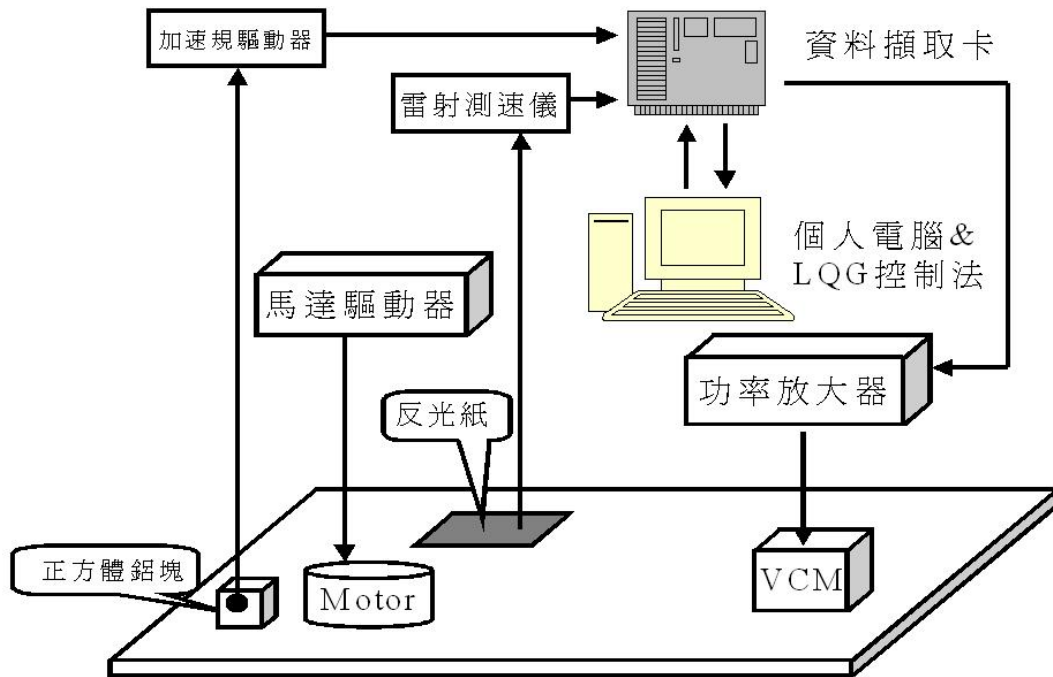 加速規驅動器
資料擷取卡
雷射測速儀
個人電腦&
LQG控制法
馬達驅動器
功率放大器
反光紙
正方體鋁塊
Motor
VCM